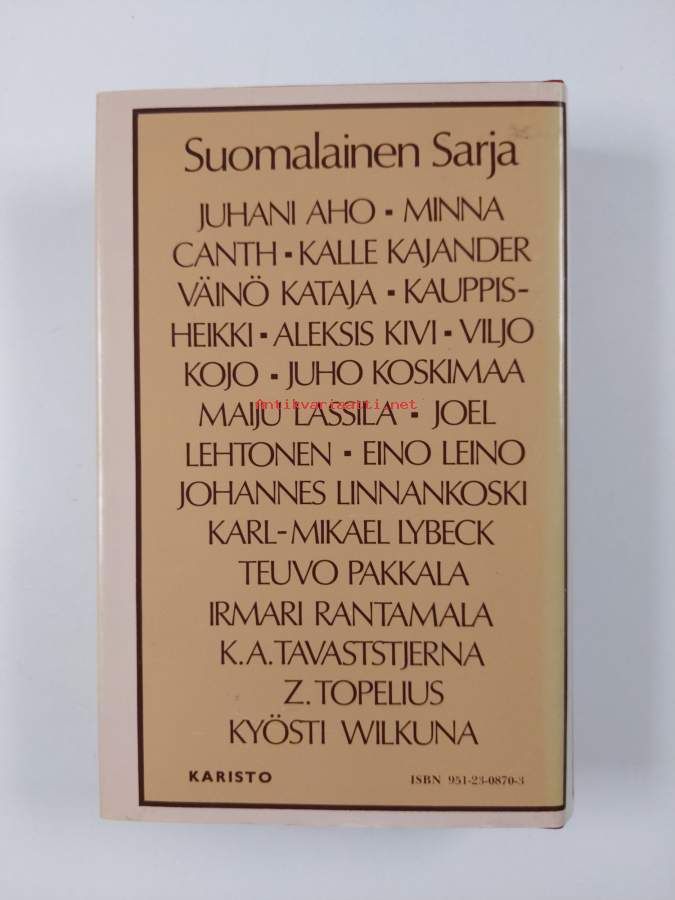 Suomalainen Sarja
JUHANI AHO ▪ MINNA
CANTH ▪ KALLE KAJANDER
VÄINÖ KATAJA ▪ KAUPPIS-
HEIKKI ▪ ALEKSIS KIVI ▪ VILJO
KOJO ▪ JUHO KOSKIMAA
antikvariaatti.net
MAIJU LASSILA ▪ JOEL
LEHTONEN ▪ EINO LEINO
JOHANNES LINNANKOSKI
KARL-MIKAEL LYBECK
TEUVO PAKKALA
IRMARI RANTAMALA
K.A.TAVASTSTJERNA
Z.TOPELIUS
KYÖSTI WILKUNA
KARISTO
ISBN 951-23-0870-3